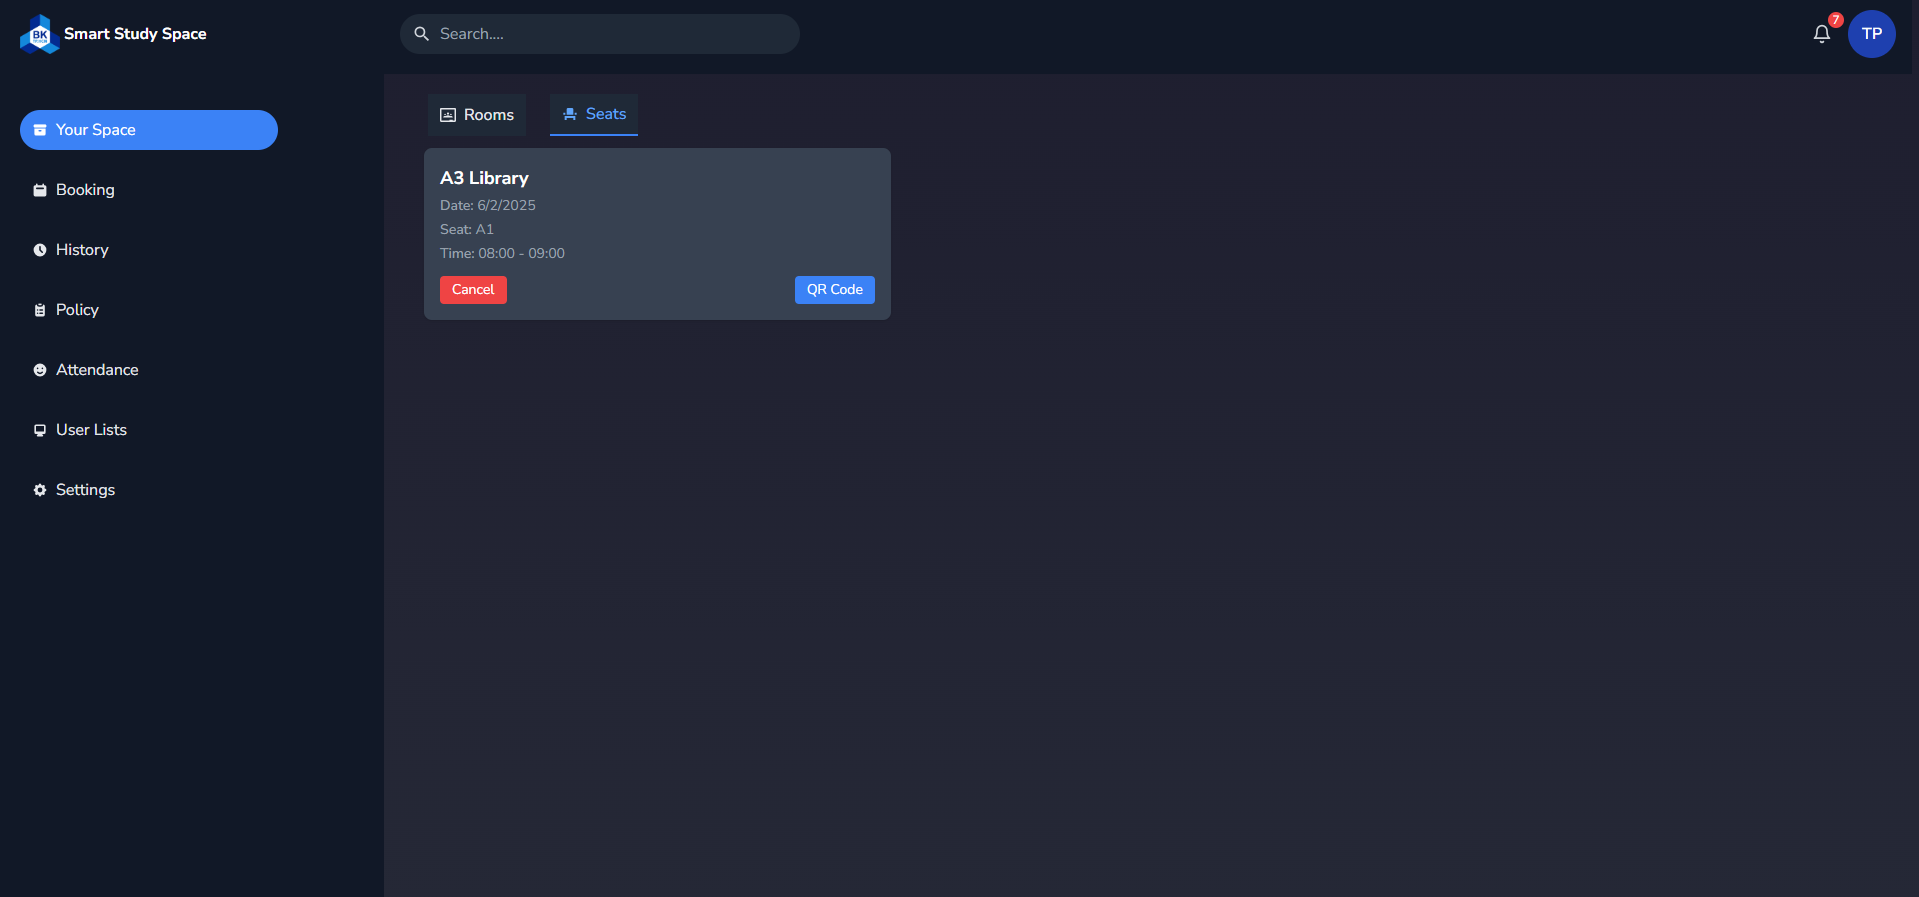 BK
Smart Study Space
Search....
7
TP
Your Space
Booking
History
Policy
Attendance
User Lists
Settings
Rooms
Seats
A3 Library
Date: 6/2/2025
Seat: A1
Time: 08:00 - 09:00
Cancel
QR Code